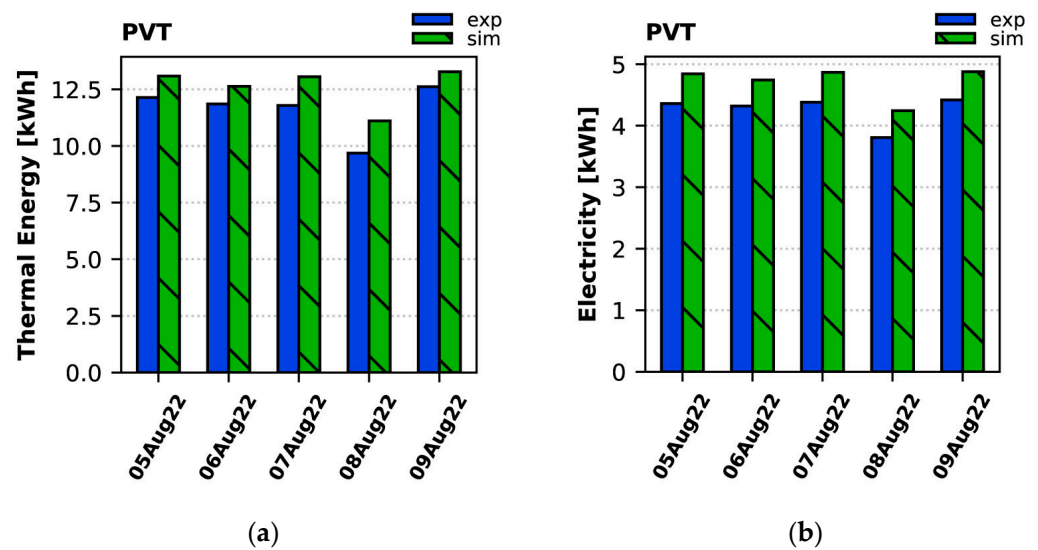 PVT
exp
sim
Thermal Energy [kWh]
12.5
10.0
7.5
5.0
2.5
0.0
05Aug22
06Aug22
07Aug22
08Aug22
09Aug22
(a)
PVT
exp
sim
Electricity [kWh]
5
4
3
2
1
0
05Aug22
06Aug22
07Aug22
08Aug22
09Aug22
(b)